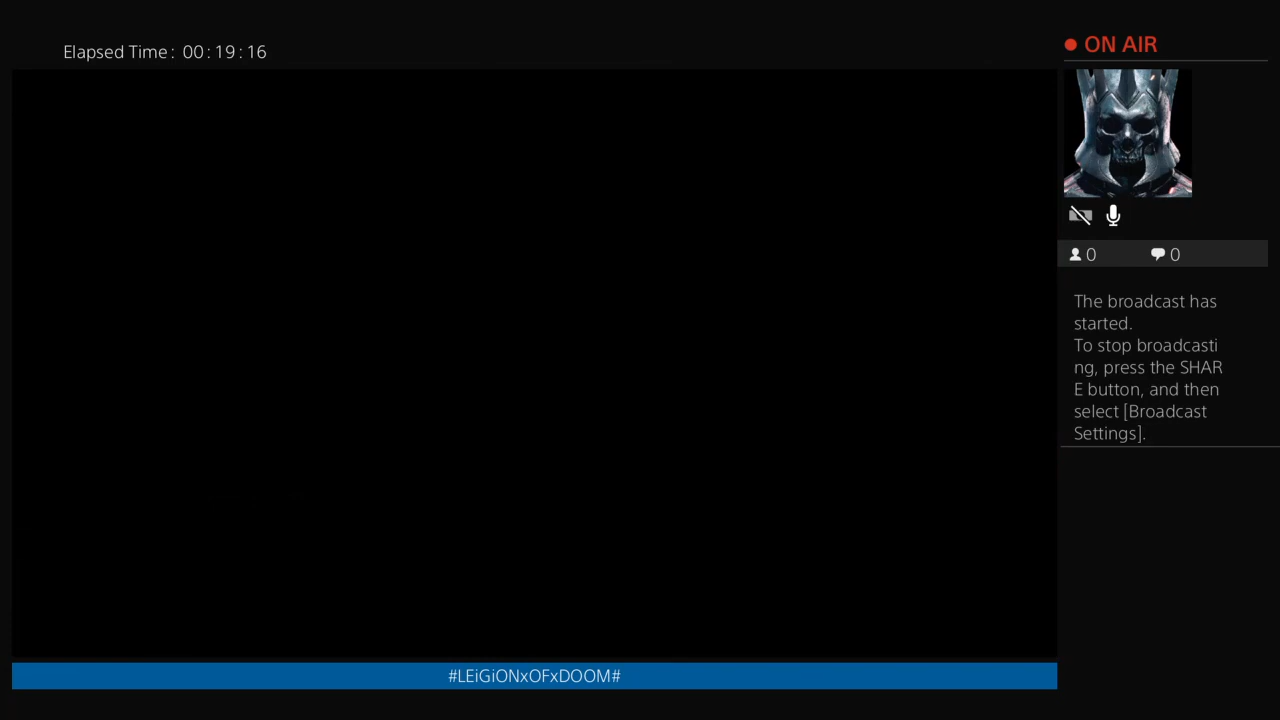 Elapsed Time: 00:19:16
ON AIR
0 0
The broadcast has
started.
To stop broadcasti
ng, press the SHAR
E button, and then
select [Broadcast
Settings].
#LEiGiONxOFxDOOM#